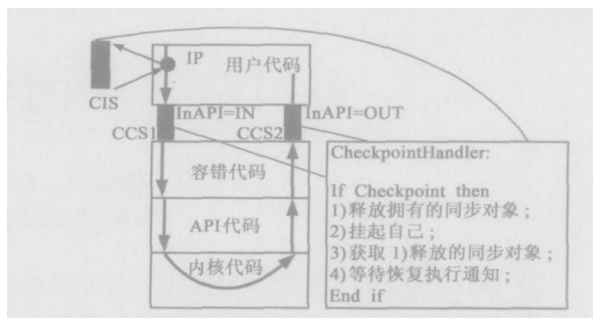 IP
用户代码
CIS
InAPI=IN
InAPI=OUT
CCS1
CCS2
容错代码
API代码
内核代码
CheckpointHandler:
If Checkpoint then
1)释放拥有的同步对象；
2)挂起自己；
3)获取 1)释放的同步对象；
4)等待恢复执行通知；
End if